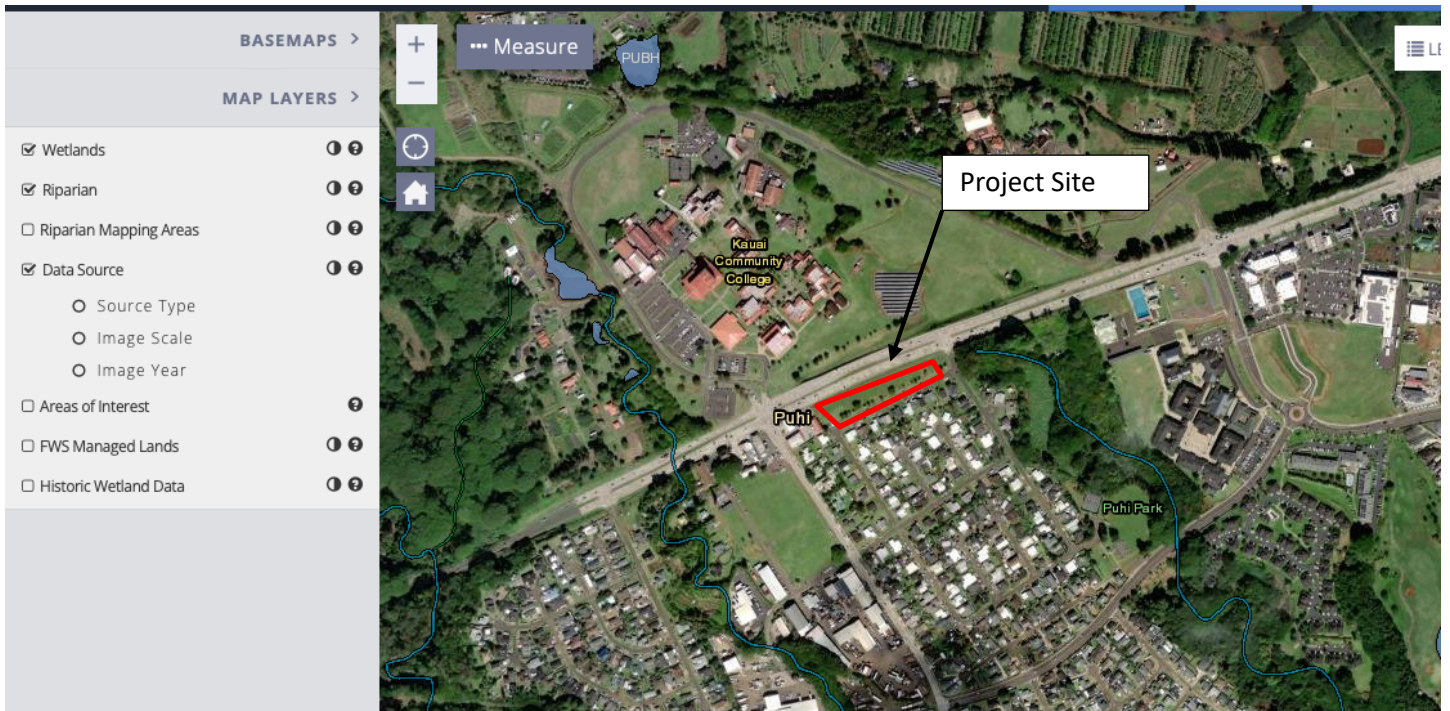 BASEMAPS >
MAP LAYERS >
Wetlands
Riparian
Riparian Mapping Areas
Data Source
Source Type
Image Scale
Image Year
Areas of Interest
FWS Managed Lands
Historic Wetland Data
+
−
Measure
PUBH
LE
Project Site
Kauai
Community
College
Puhi
Puhi Park